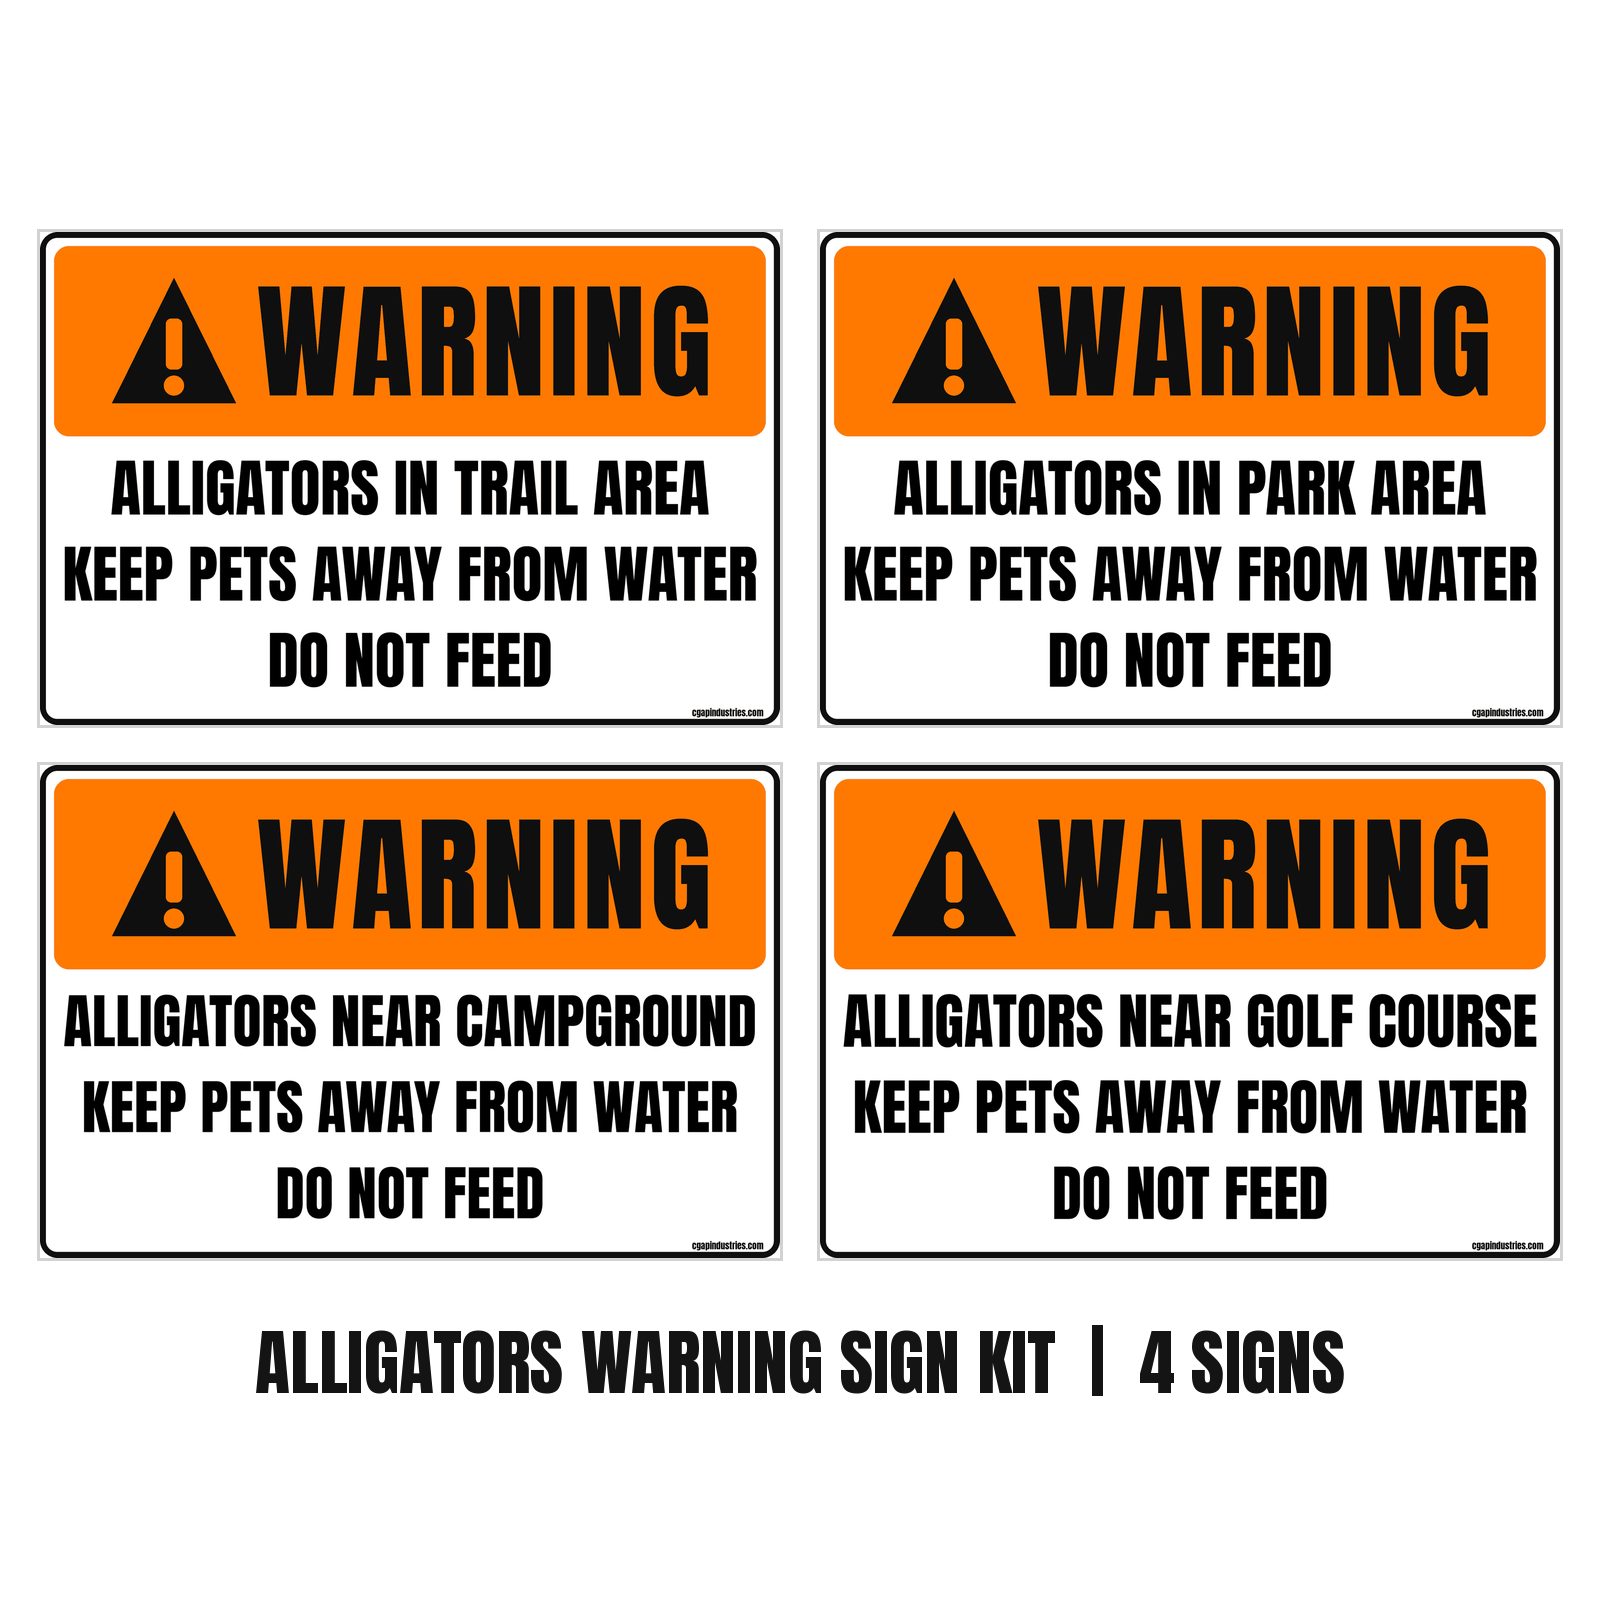 WARNING
ALLIGATORS IN TRAIL AREA
KEEP PETS AWAY FROM WATER
DO NOT FEED
cgapindustries.com
WARNING
ALLIGATORS IN PARK AREA
KEEP PETS AWAY FROM WATER
DO NOT FEED
cgapindustries.com
WARNING
ALLIGATORS NEAR CAMPGROUND
KEEP PETS AWAY FROM WATER
DO NOT FEED
cgapindustries.com
WARNING
ALLIGATORS NEAR GOLF COURSE
KEEP PETS AWAY FROM WATER
DO NOT FEED
cgapindustries.com
ALLIGATORS WARNING SIGN KIT | 4 SIGNS